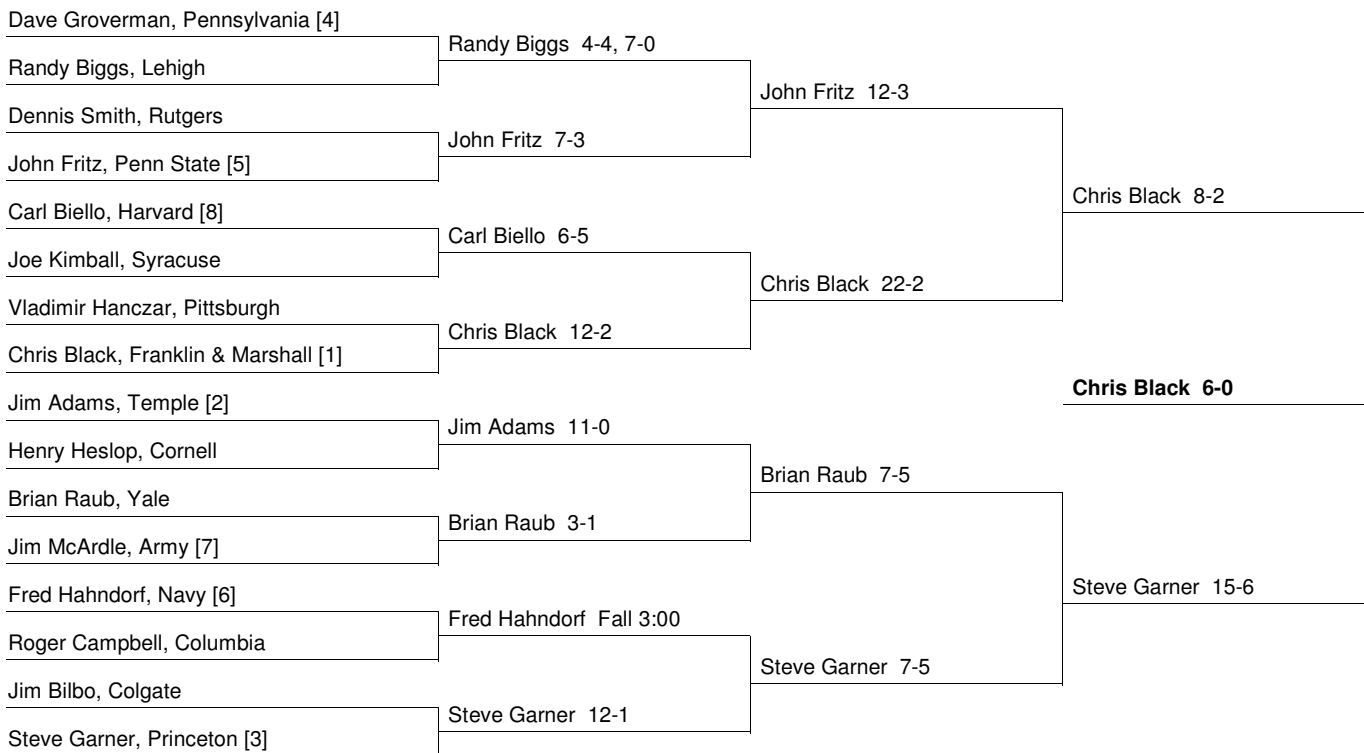 Dave Groverman, Pennsylvania [4]
Randy Biggs, Lehigh
Dennis Smith, Rutgers
John Fritz, Penn State [5]
Carl Biello, Harvard [8]
Joe Kimball, Syracuse
Vladimir Hanczar, Pittsburgh
Chris Black, Franklin & Marshall [1]
Jim Adams, Temple [2]
Henry Heslop, Cornell
Brian Raub, Yale
Jim McArdle, Army [7]
Fred Hahndorf, Navy [6]
Roger Campbell, Columbia
Jim Bilbo, Colgate
Steve Garner, Princeton [3]
Randy Biggs 4-4, 7-0
John Fritz 7-3
Carl Biello 6-5
Chris Black 12-2
Jim Adams 11-0
Brian Raub 3-1
Fred Hahndorf Fall 3:00
Steve Garner 12-1
John Fritz 12-3
Chris Black 22-2
Brian Raub 7-5
Steve Garner 7-5
Chris Black 8-2
Chris Black 6-0
Steve Garner 15-6